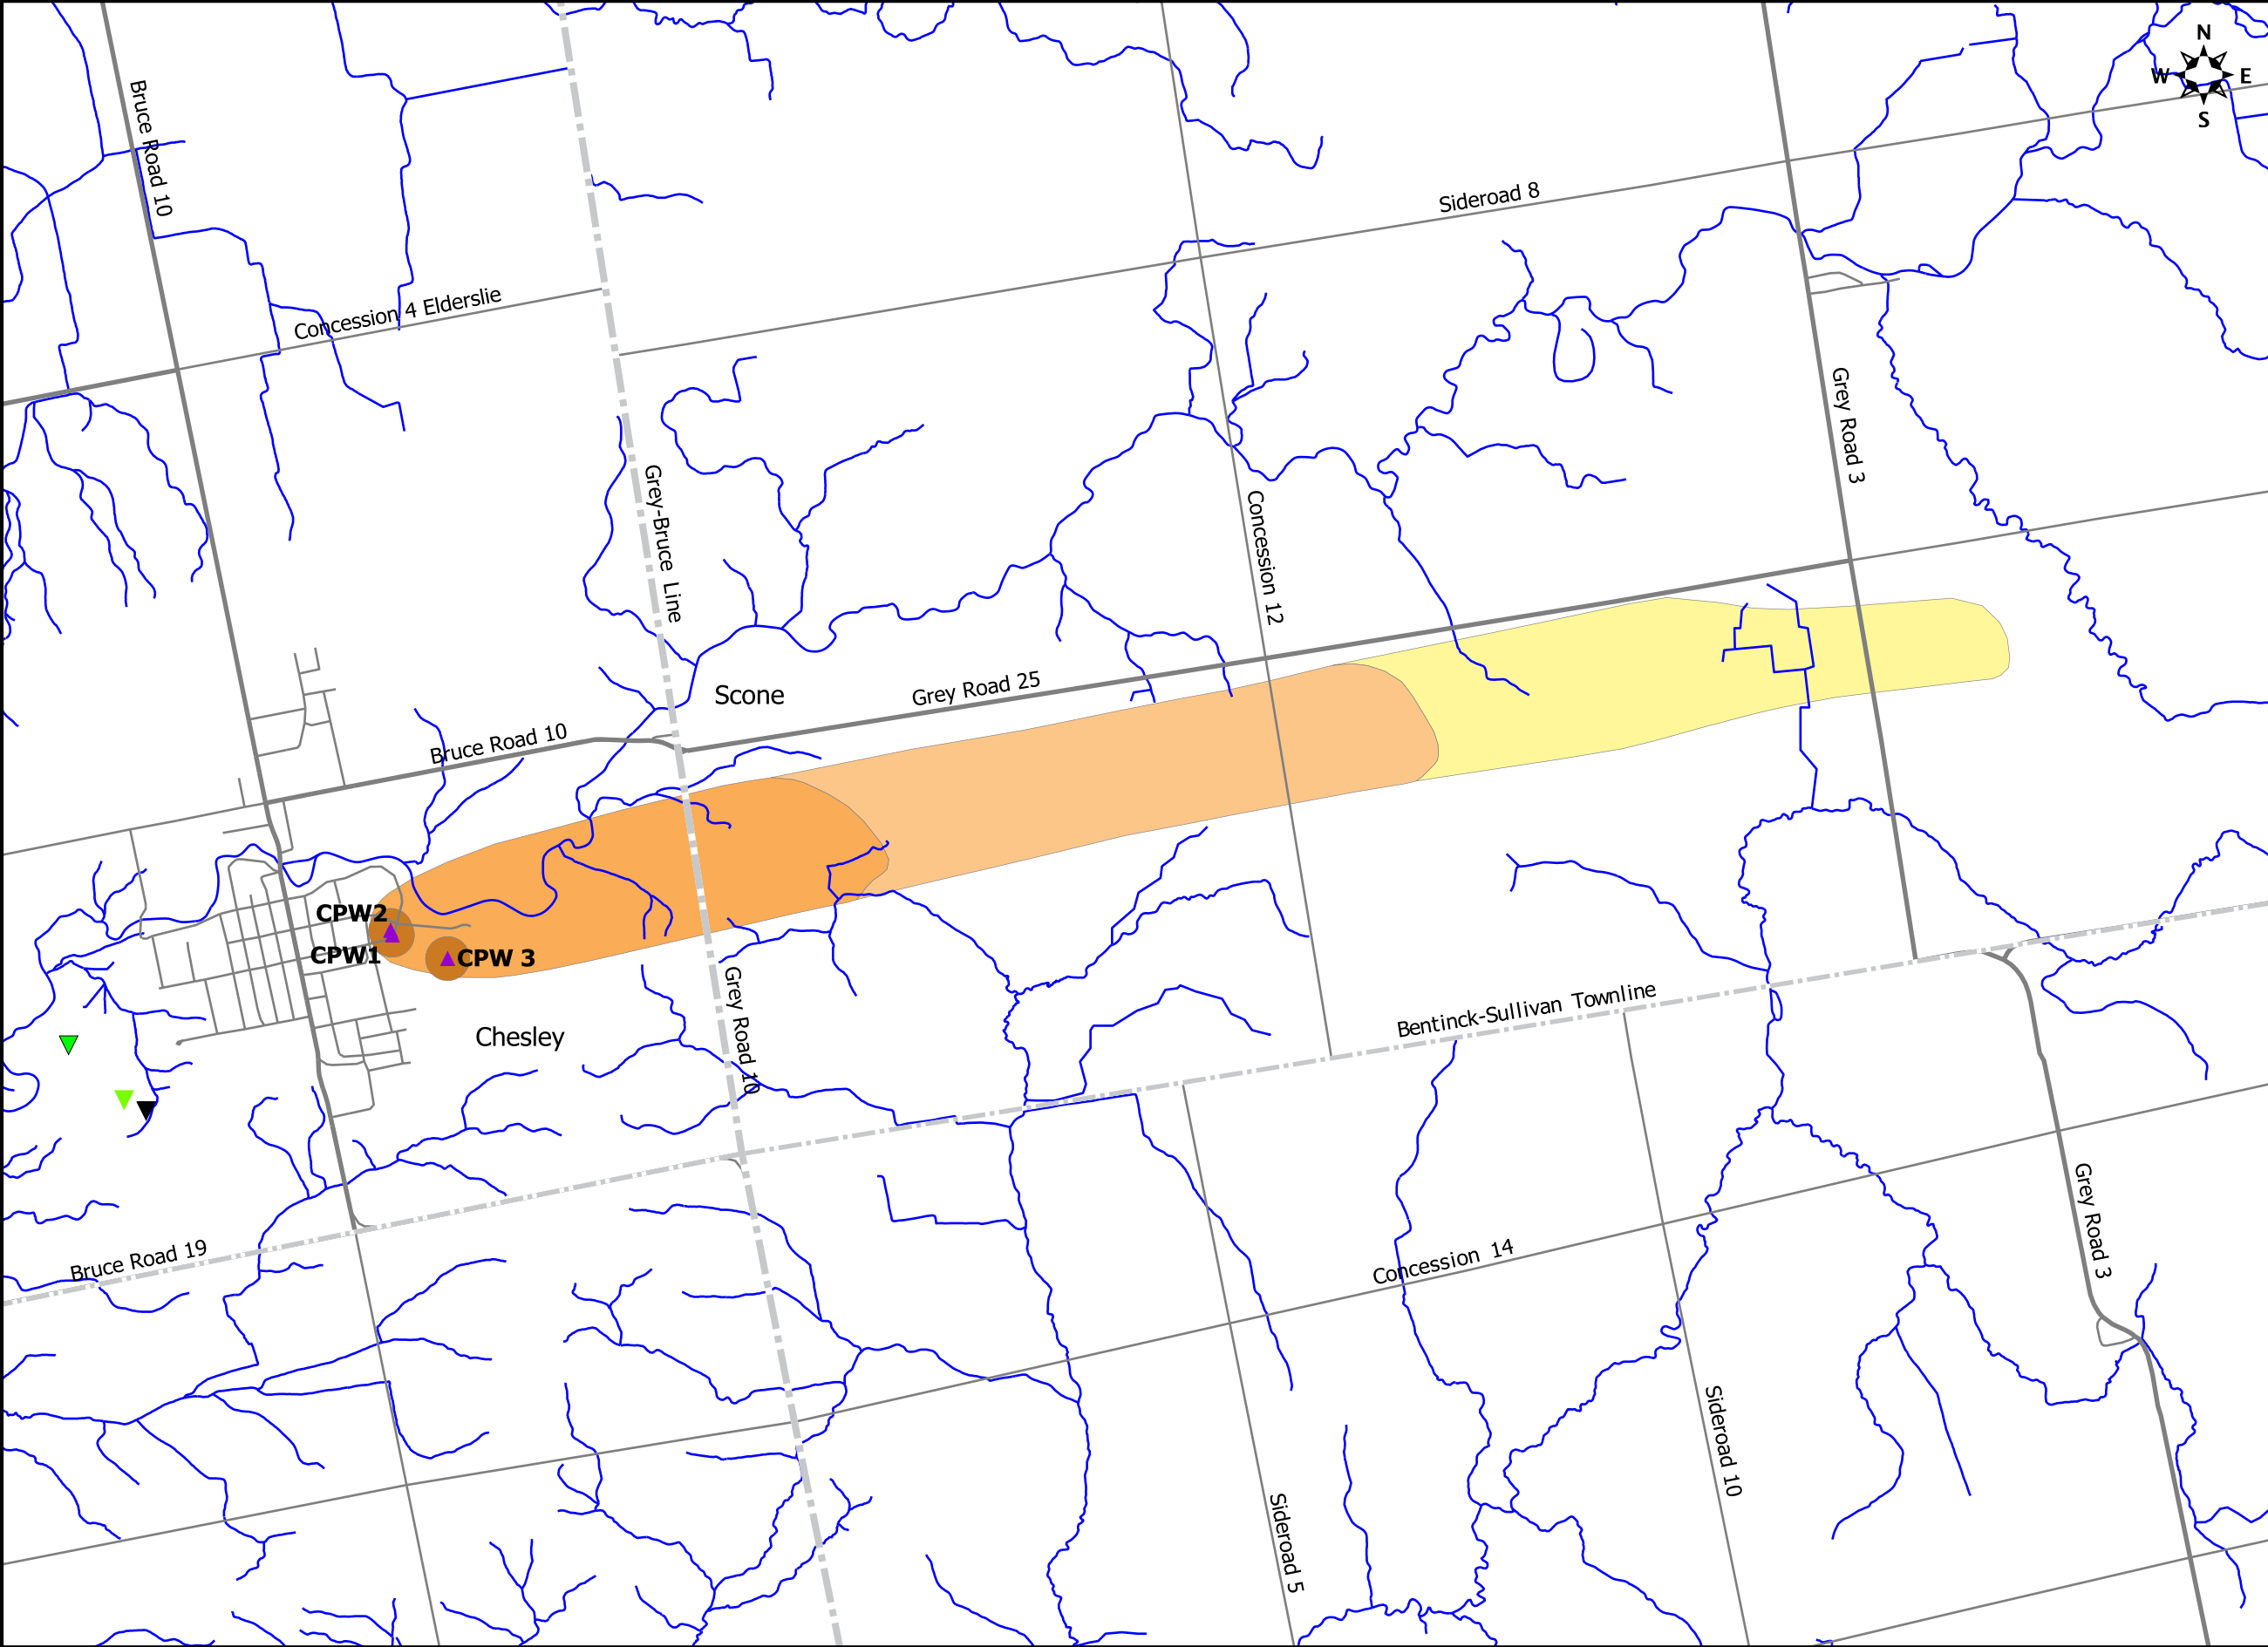 N
W E
S
Bruce Road 10
Sideroad 8
Concession 4 Elderslie
Grey Road 3
Grey-Bruce Line
Concession 12
Scone
Grey Road 25
Bruce Road 10
CPW2
CPW1
CPW 3
Chesley
Grey Road 10
Bentinck-Sullivan Townline
Bruce Road 19
Concession 14
Grey Road 3
Sideroad 10
Sideroad 5